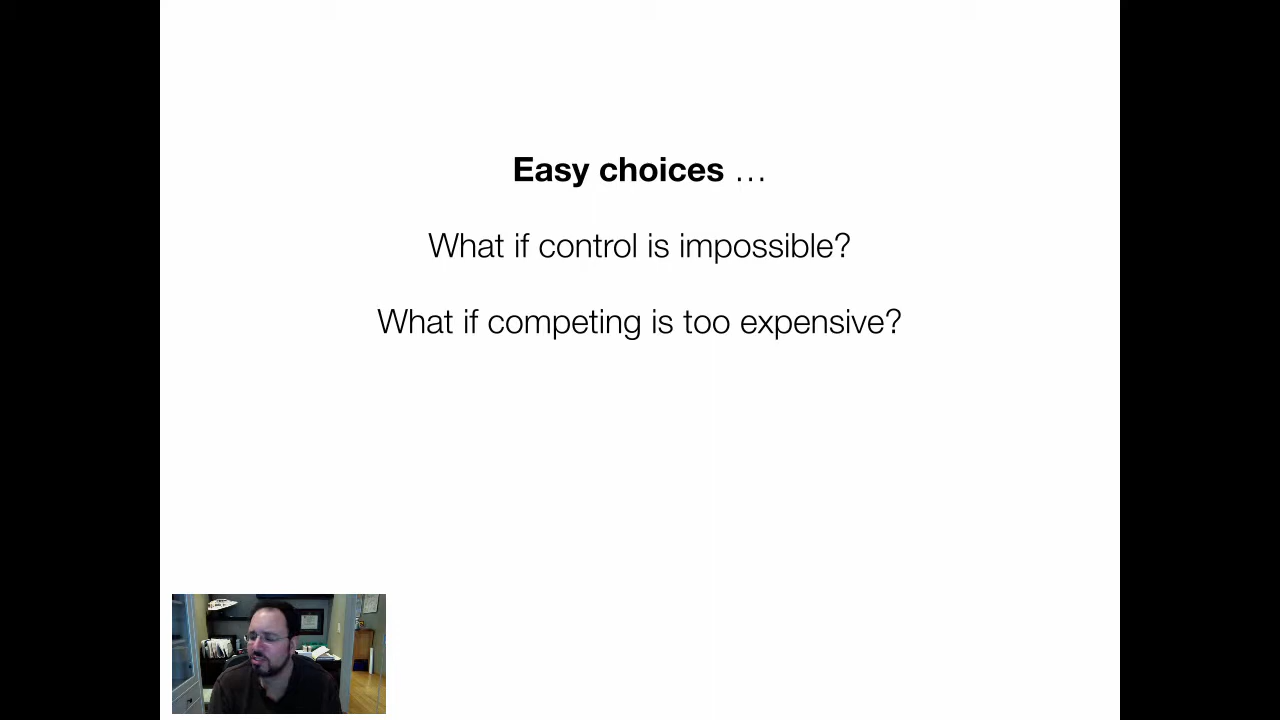 Easy choices …
What if control is impossible?
What if competing is too expensive?